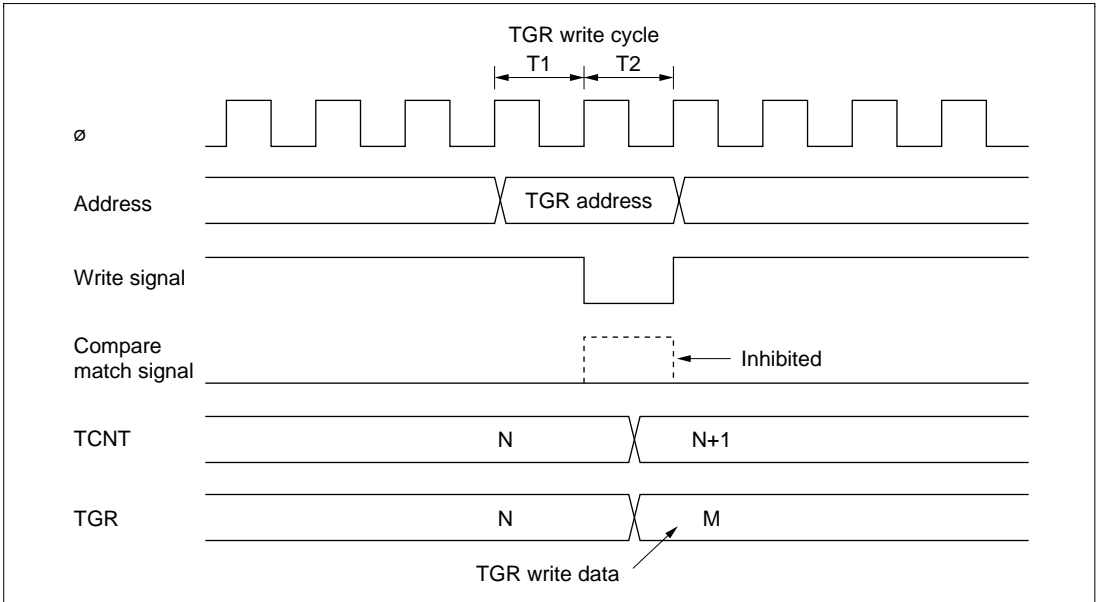 TGR write cycle
T1 T2
ø
Address TGR address
Write signal
Compare
match signal Inhibited
TCNT N N+1
TGR N M
TGR write data